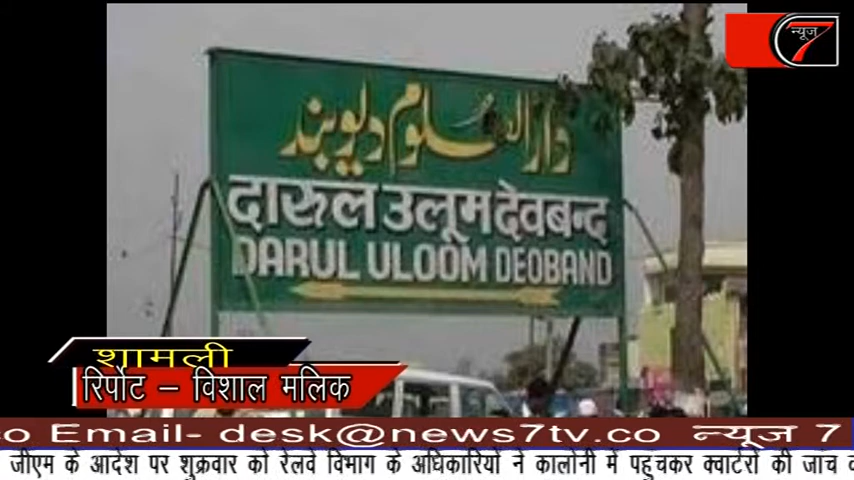 न्यूज
7
دارالعلوم دیوبند
दारुल उलूम देवबन्द
DARUL ULOOM DEOBAND
शामली
रिर्पोट – विशाल मलिक
co Email- desk@news7tv.co न्यूज 7
जीएम के आदेश पर शुक्रवार को रेलवे विभाग के अधिकारियों ने कालोनी में पहुचकर क्वार्टरों की जाच